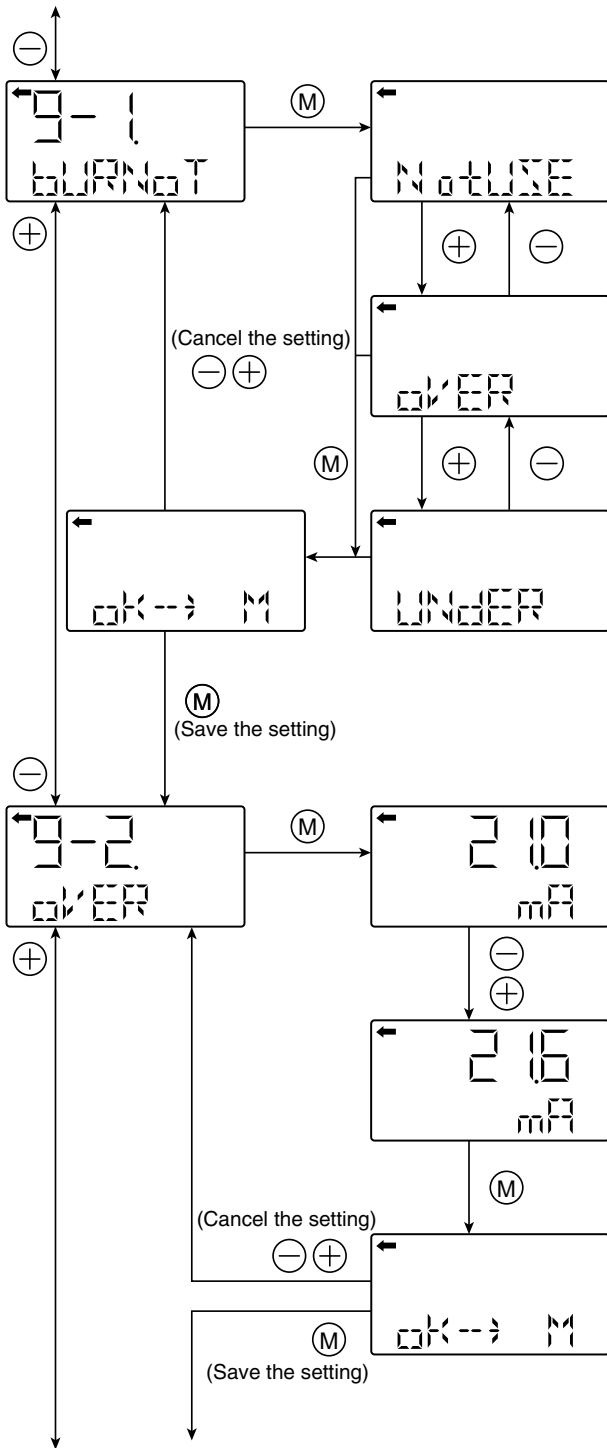 −
9-1.
bURNoT
M
NotUSE
+
+
−
(Cancel the setting)
− +
oVER
M
+
−
oK--→ M
UNdER
M
(Save the setting)
−
9-2.
oVER
M
21.0
mA
+
−
+
21.6
mA
M
(Cancel the setting)
− +
oK--→ M
M
(Save the setting)